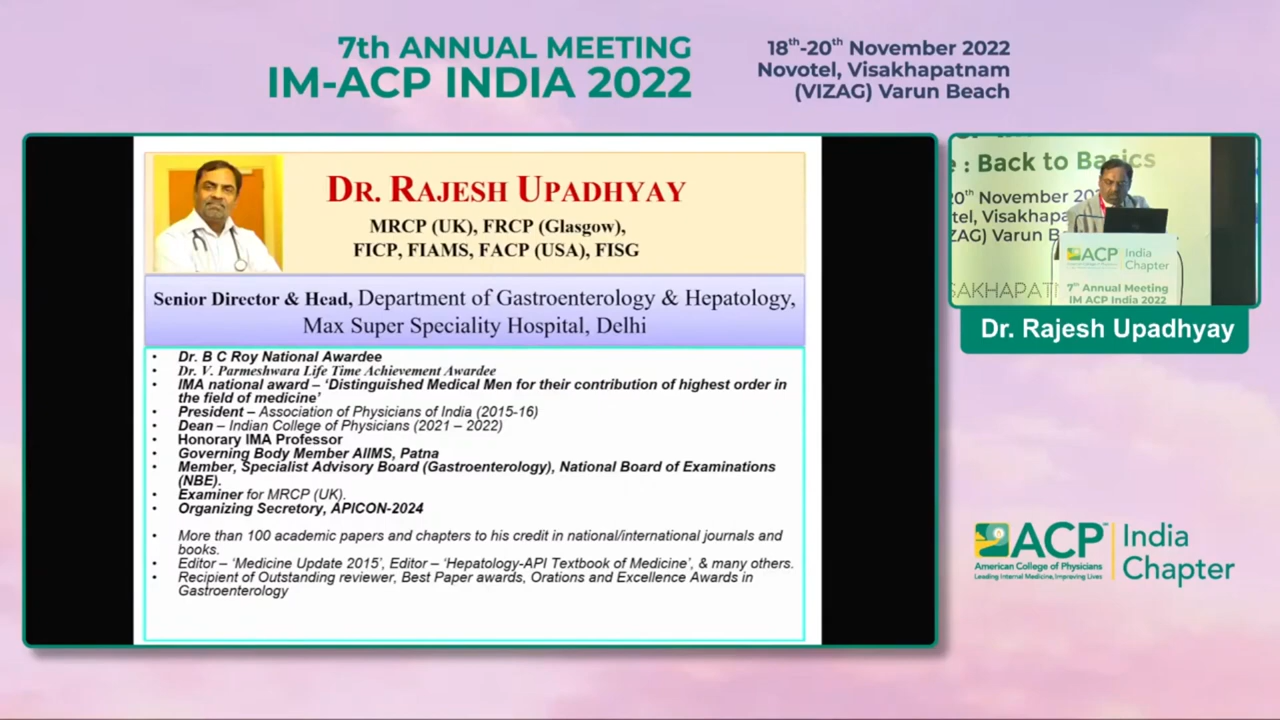 7th ANNUAL MEETING
IM-ACP INDIA 2022
18th-20th November 2022
Novotel, Visakhapatnam
(VIZAG) Varun Beach
DR. RAJESH UPADHYAY
MRCP (UK), FRCP (Glasgow),
FICP, FIAMS, FACP (USA), FISG
Senior Director & Head, Department of Gastroenterology & Hepatology,
Max Super Speciality Hospital, Delhi
• Dr. B C Roy National Awardee
• Dr. V. Parmeshwara Life Time Achievement Awardee
• IMA national award – ‘Distinguished Medical Men for their contribution of highest order in
the field of medicine’
• President – Association of Physicians of India (2015-16)
• Dean – Indian College of Physicians (2021 – 2022)
• Honorary IMA Professor
• Governing Body Member AIIMS, Patna
• Member, Specialist Advisory Board (Gastroenterology), National Board of Examinations
(NBE).
• Examiner for MRCP (UK).
• Organizing Secretary, APICON-2024
• More than 100 academic papers and chapters to his credit in national/international journals and
books.
• Editor – ‘Medicine Update 2015’, Editor – ‘Hepatology-API Textbook of Medicine’, & many others.
• Recipient of Outstanding reviewer, Best Paper awards, Orations and Excellence Awards in
Gastroenterology
: Back to Basics
20th November 20
tel, Visakhapa
ZAG) Varun B
SAKHAPAT
ACP India
Chapter
7th Annual Meeting
IM ACP India 2022
Dr. Rajesh Upadhyay
ACP™ India
Chapter
American College of Physicians
Leading Internal Medicine, Improving Lives